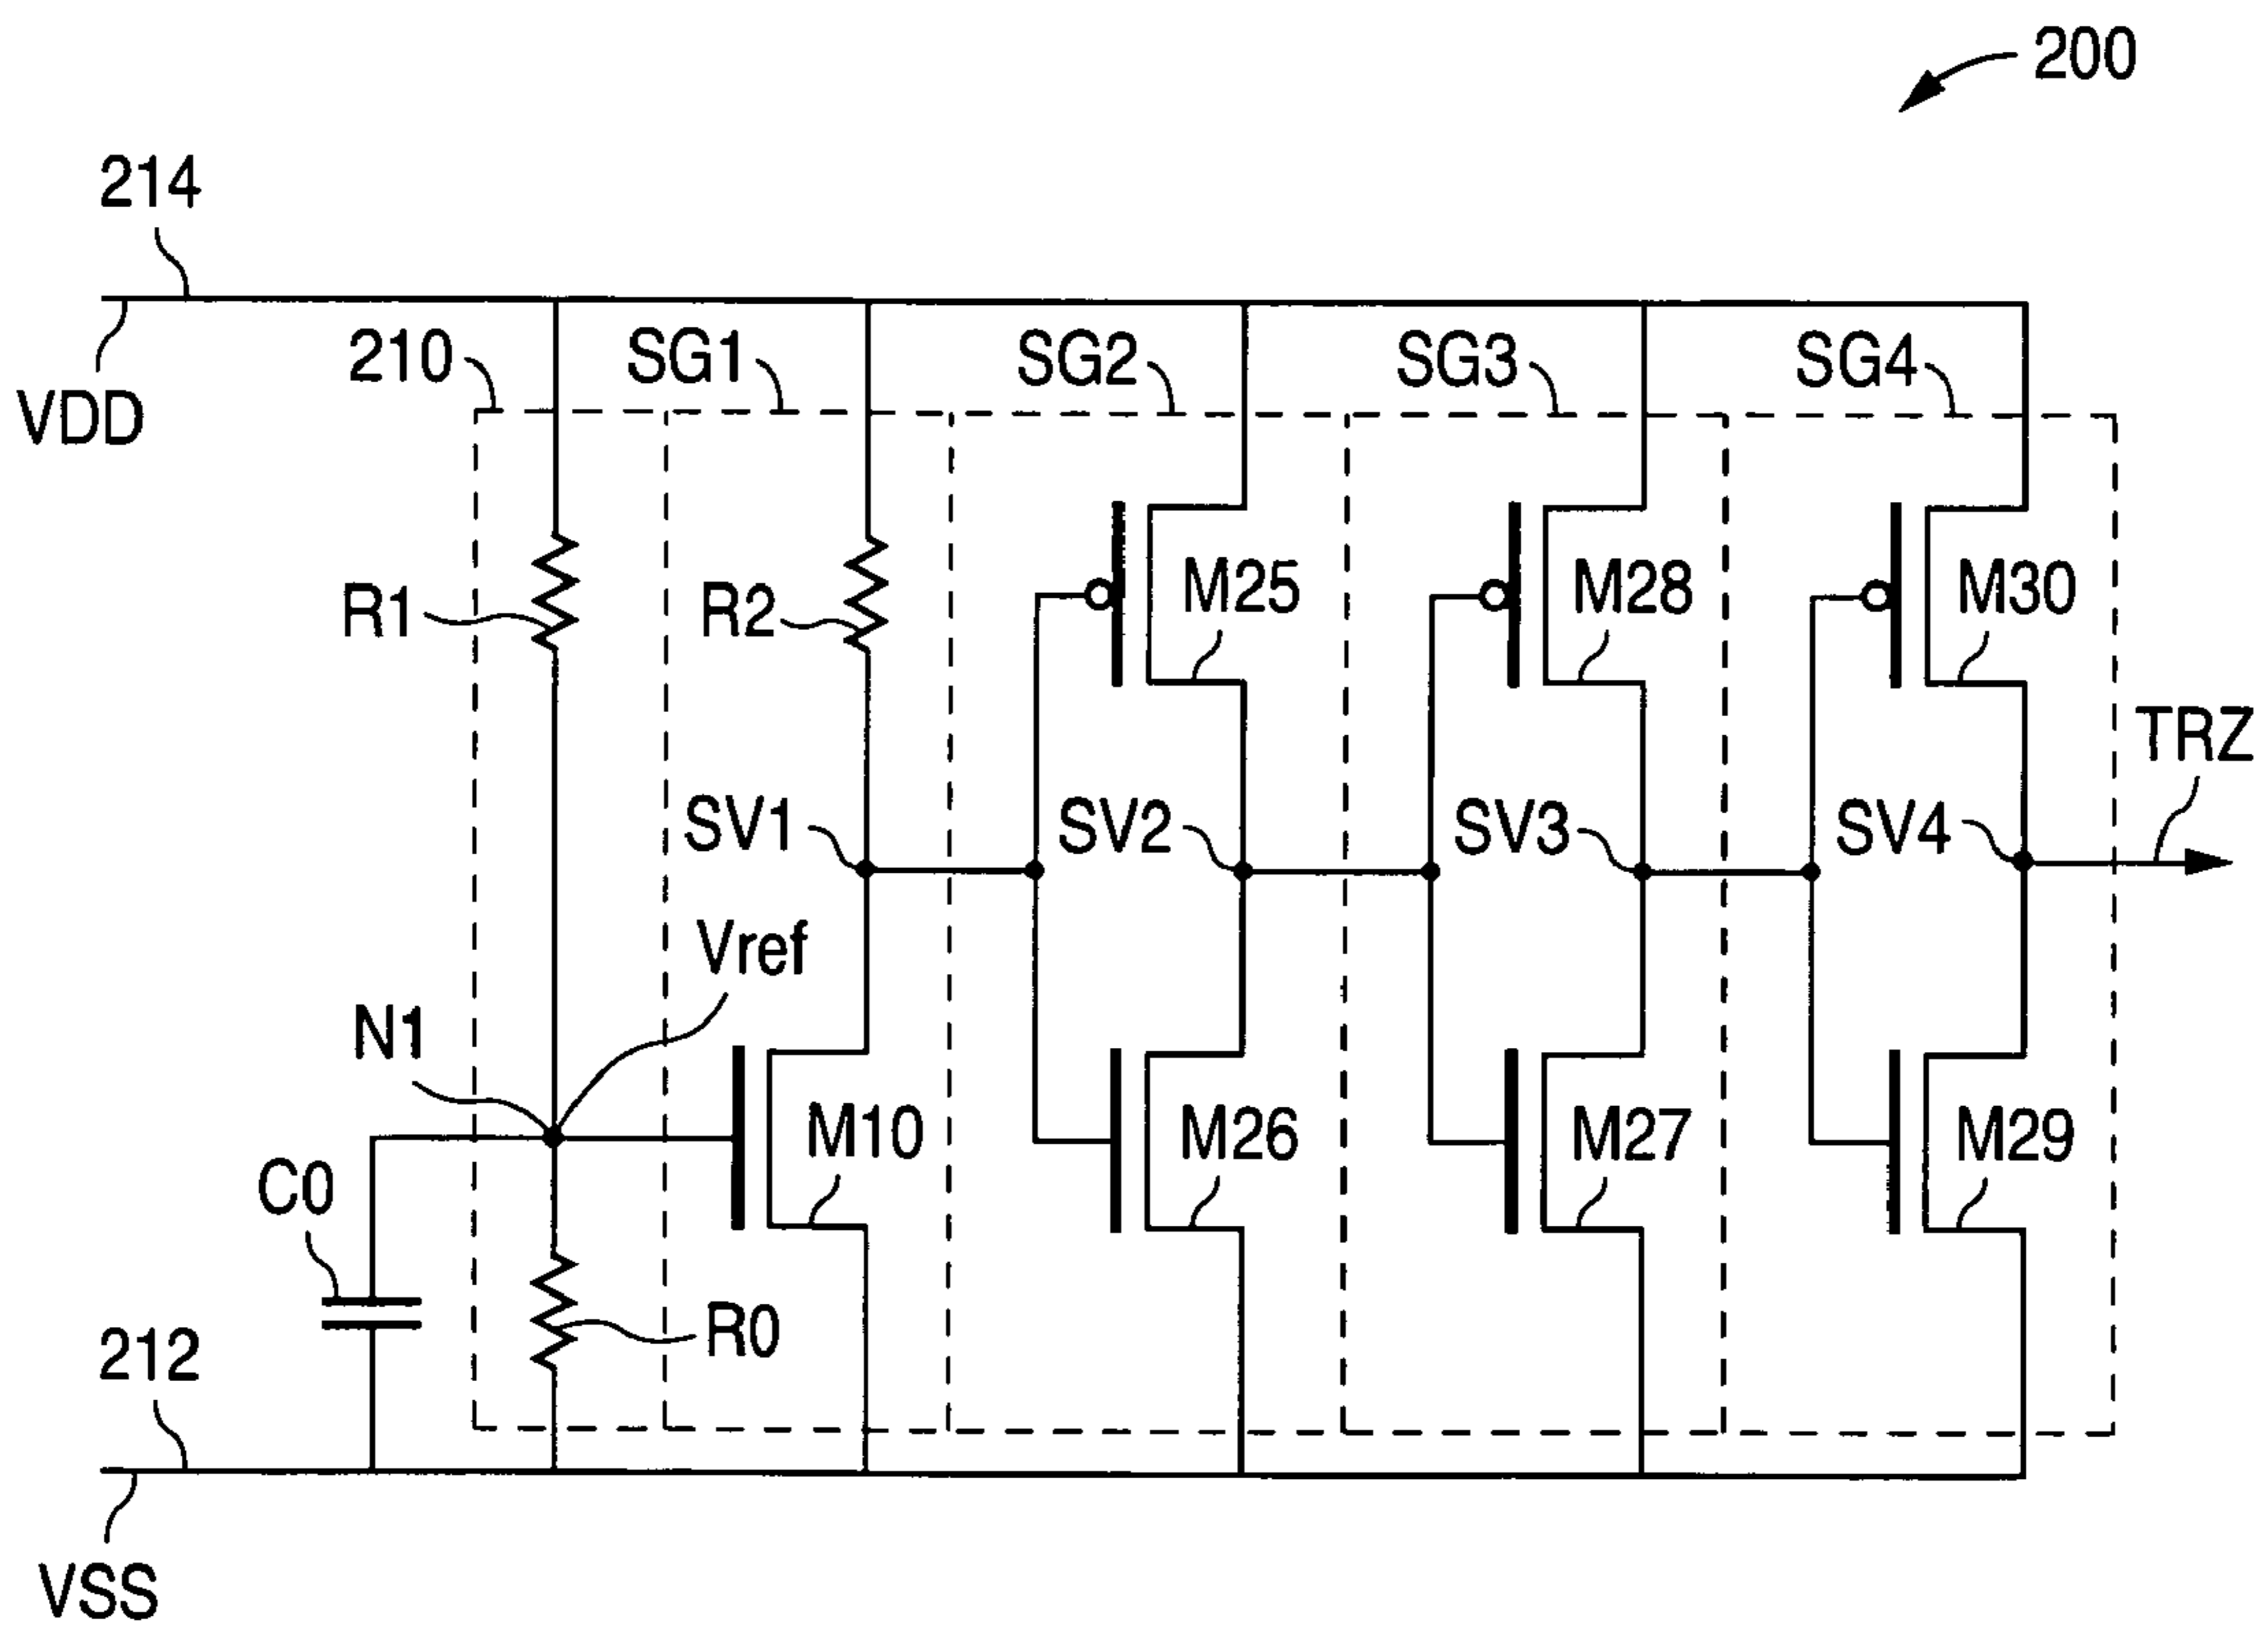 200
214
210
SG1
SG2
SG3
SG4
VDD
R1
R2
M25
M28
M30
TRZ
SV1
SV2
SV3
SV4
Vref
N1
M10
M26
M27
M29
C0
R0
212
VSS